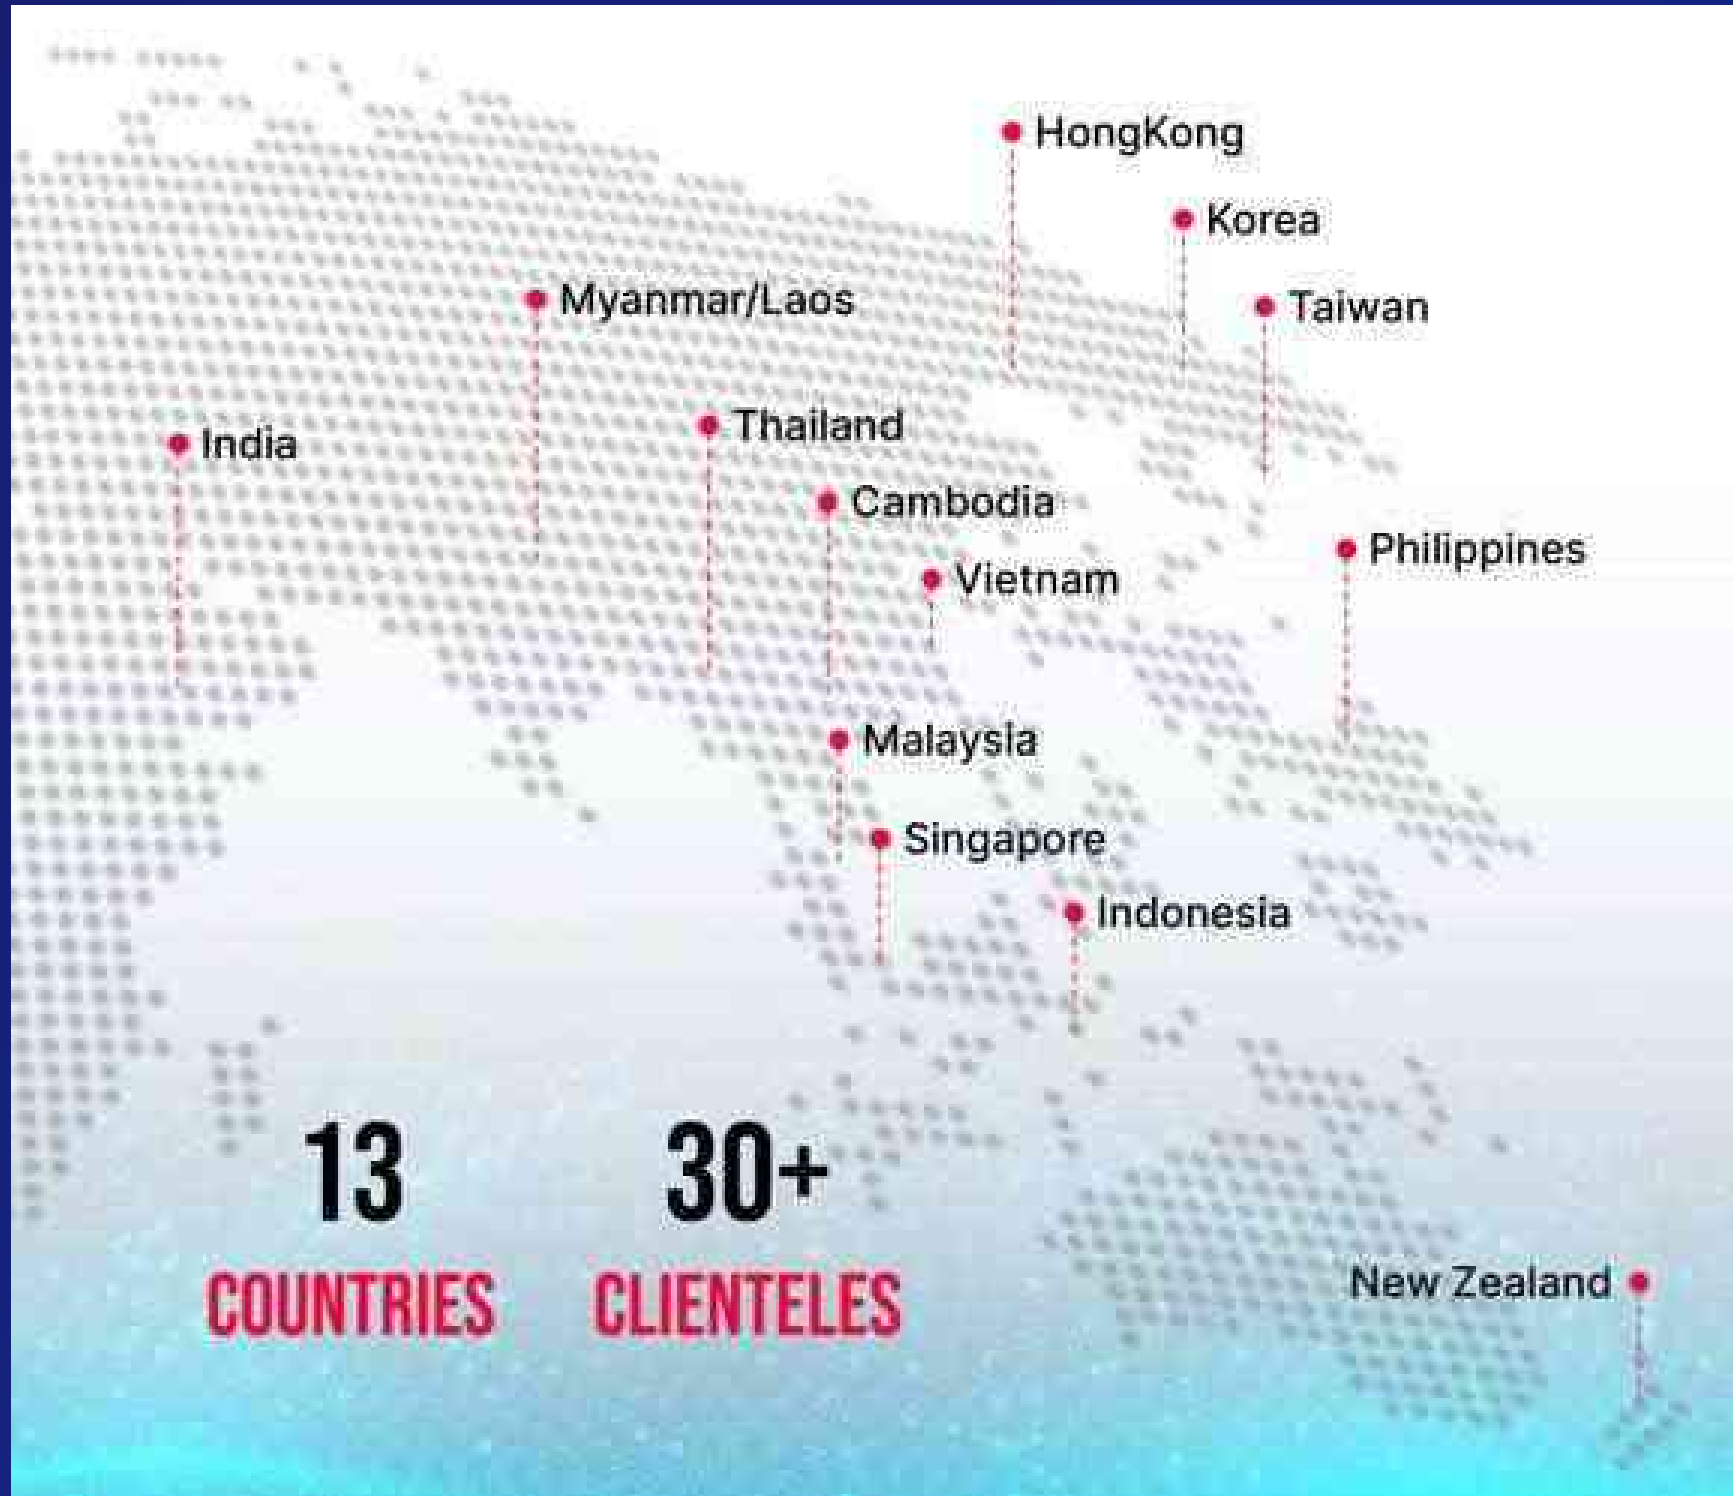 HongKong
Korea
Myanmar/Laos
Taiwan
Thailand
India
Cambodia
Philippines
Vietnam
Malaysia
Singapore
Indonesia
13
COUNTRIES
30+
CLIENTELES
New Zealand